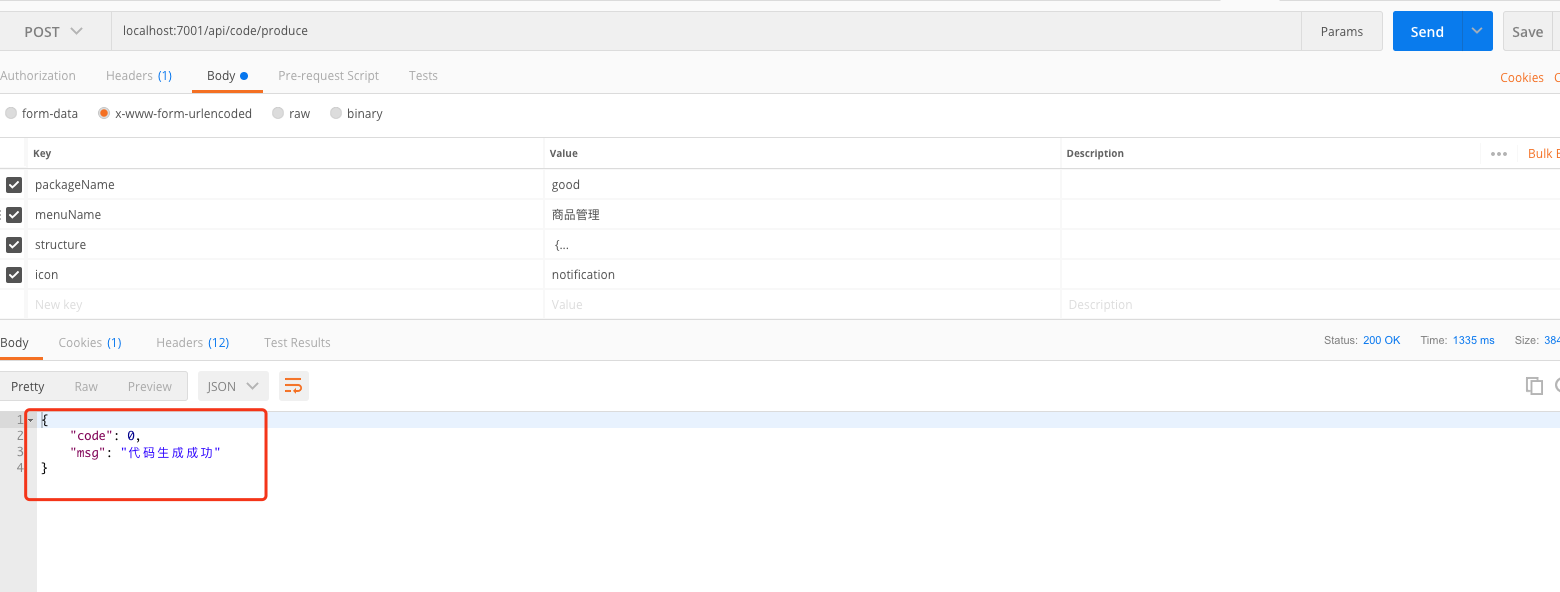 POST localhost:7001/api/code/produce Params Send Save
Authorization Headers (1) Body Pre-request Script Tests Cookies
form-data x-www-form-urlencoded raw binary
Key Value Description ••• Bulk
packageName good
menuName 商品管理
structure {...
icon notification
New key Value Description
Body Cookies (1) Headers (12) Test Results Status: 200 OK Time: 1335 ms Size: 384
Pretty Raw Preview JSON
1 {
2 "code": 0,
3 "msg": "代码生成成功"
4 }